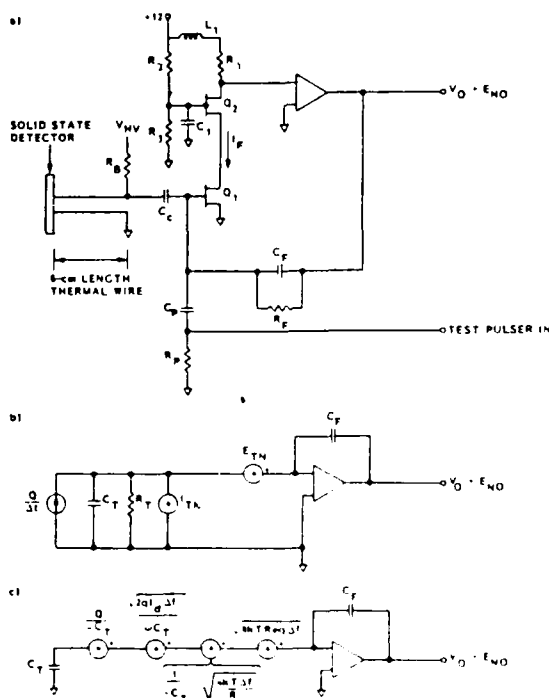 a)
+12
L1
R2
R1
Q2
C1
R3
IF
SOLID STATE
DETECTOR
VHV
RB
CC
Q1
6-cm LENGTH
THERMAL WIRE
CF
RF
CP
RP
VO + ENO
TEST PULSER IN
b)
ETN
CF
Q
Δf
CT
RT
ITN
VO + ENO
c)
CF
CT
VO + ENO